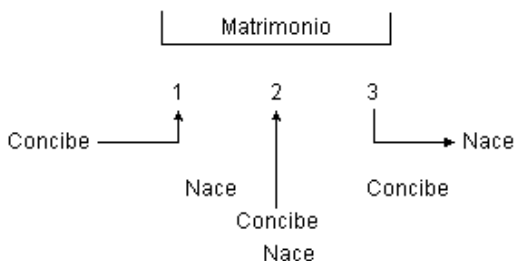 Matrimonio
1 2 3
Concibe Nace
Nace Concibe
Concibe
Nace